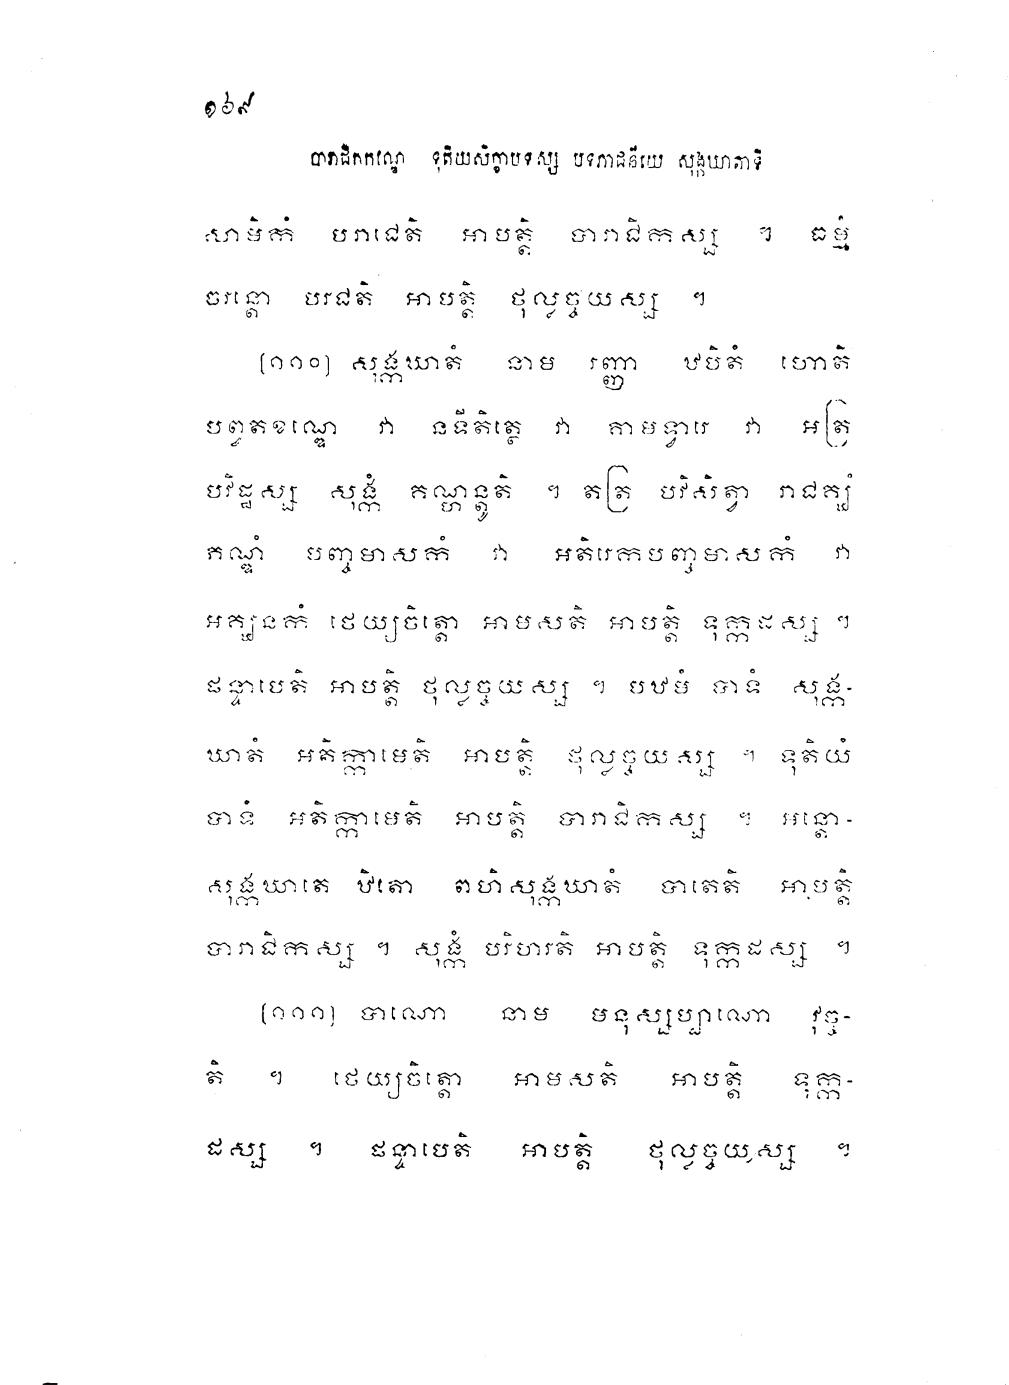 ១៦៩
បារាជិកកណ្ឌេ ទុតិយសិក្ខាបទស្ស បទភាជនីយេ សុង្កឃាតាទិ
សាមិកំ បរាជេតិ អាបត្តិ បារាជិកស្ស ។ ធម្មំ
ចរន្តោ បរជតិ អាបត្តិ ថុល្លច្ចយស្ស ។
(១១០) សុង្កឃាតំ នាម រញ្ញា ឋបិតំ ហោតិ
បព្វតខណ្ឌេ វា នទីតិត្ថេ វា គាមទ្វារេ វា អត្រ
បវិដ្ឋស្ស សុង្កំ គណ្ហន្តូតិ ។ តត្រ បវិសិត្វា រាជគ្ឃំ
ភណ្ឌំ បញ្ចមាសកំ វា អតិរេកបញ្ចមាសកំ វា
អគ្ឃនកំ ថេយ្យចិត្តោ អាមសតិ អាបត្តិ ទុក្កដស្ស ។
ផន្ទាបេតិ អាបត្តិ ថុល្លច្ចយស្ស ។ បឋមំ បាទំ សុង្ក-
ឃាតំ អតិក្កាមេតិ អាបត្តិ ថុល្លច្ចយស្ស ។ ទុតិយំ
បាទំ អតិក្កាមេតិ អាបត្តិ បារាជិកស្ស ។ អន្តោ-
សុង្កឃាតេ ឋិតោ ពហិសុង្កឃាតំ បាតេតិ អាបត្តិ
បារាជិកស្ស ។ សុង្កំ បរិហរតិ អាបត្តិ ទុក្កដស្ស ។
(១១១) បាណោ នាម មនុស្សប្បាណោ វុច្ច-
តិ ។ ថេយ្យចិត្តោ អាមសតិ អាបត្តិ ទុក្ក-
ដស្ស ។ ផន្ទាបេតិ អាបត្តិ ថុល្លច្ចយស្ស ។